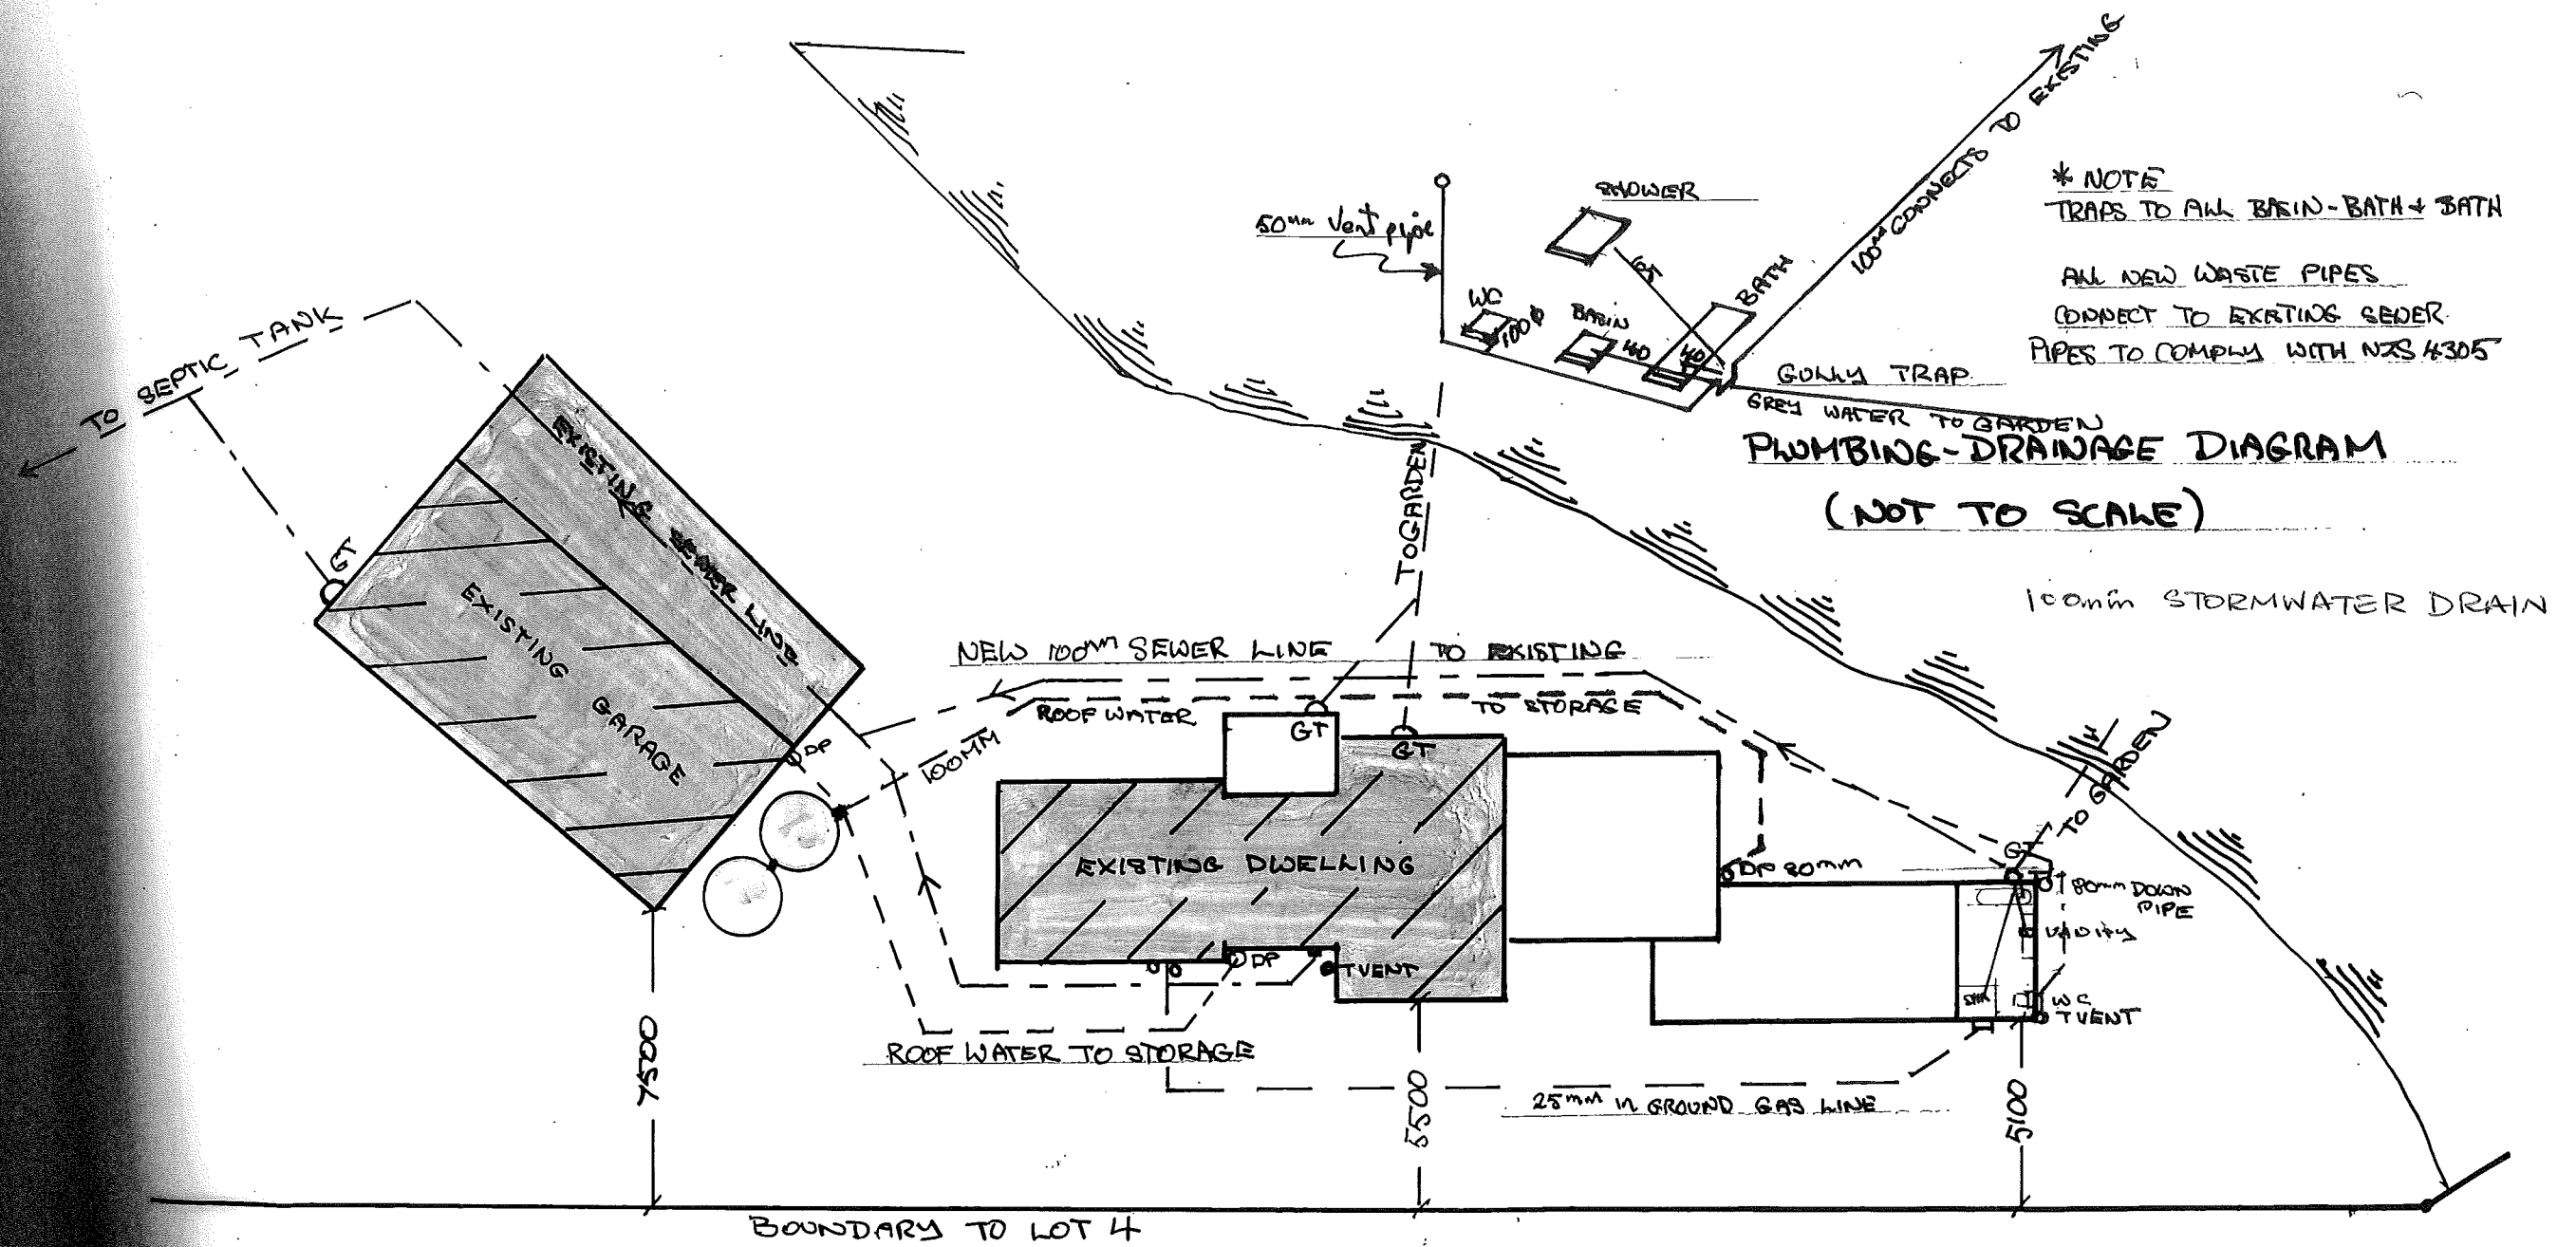 SHOWER
50mm Vent pipe
WC
100 φ
BASIN
40
65
40
BATH
100mm CONNECTS TO EXISTING
GULLY TRAP
GREY WATER TO GARDEN
* NOTE
TRAPS TO ALL BASIN-BATH & BATH
ALL NEW WASTE PIPES
CONNECT TO EXISTING SEWER
PIPES TO COMPLY WITH NZS 4305
PLUMBING-DRAINAGE DIAGRAM
(NOT TO SCALE)
100mm STORMWATER DRAIN
TO SEPTIC TANK
GT
EXISTING SEWER LINE
EXISTING GARAGE
DP
TO GARDEN
NEW 100mm SEWER LINE TO EXISTING
ROOF WATER TO STORAGE
100MM
GT
GT
EXISTING DWELLING
DP
TVENT
DP 80mm
TO GARDEN
GT
80mm DOWN
PIPE
VANITY
WC
TVENT
ROOF WATER TO STORAGE
25mm in GROUND GAS LINE
7500
5500
5100
BOUNDARY TO LOT 4